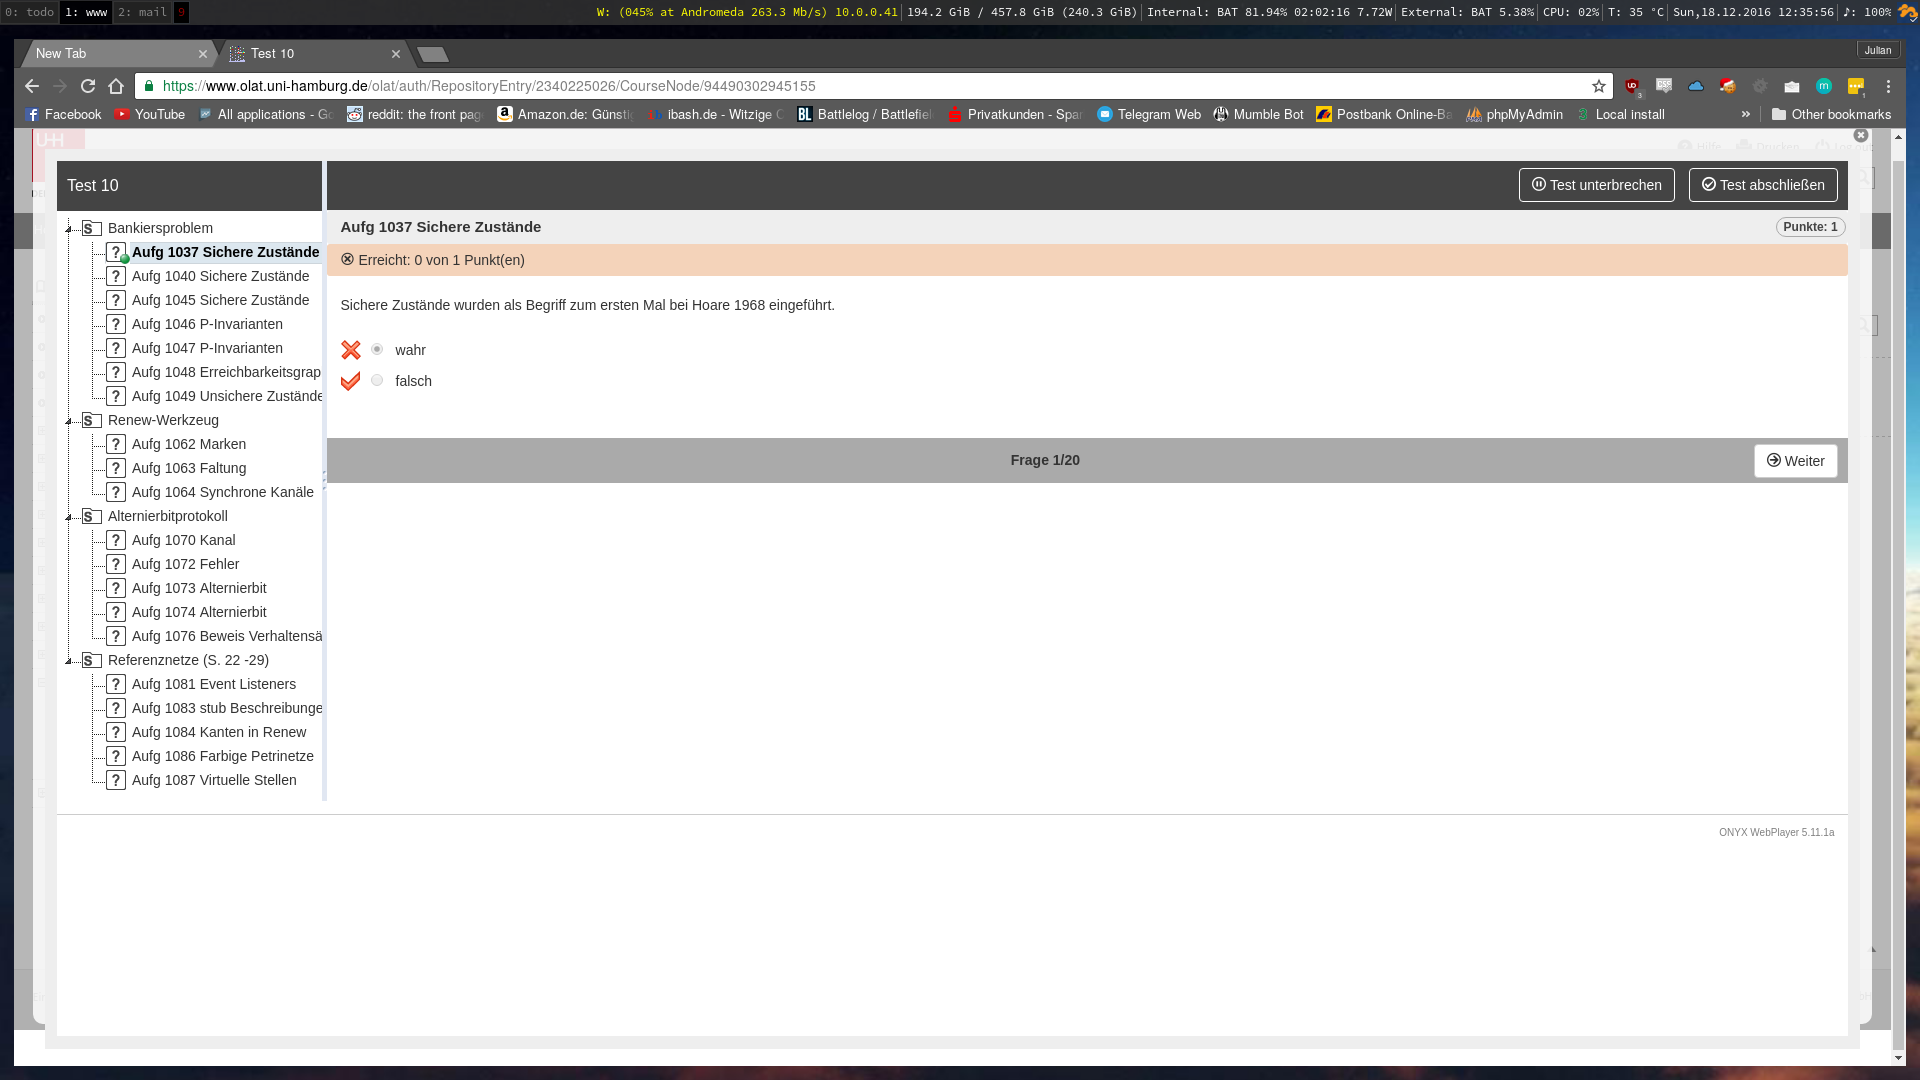 0: todo 1: www 2: mail 9
W: (045% at Andromeda 263.3 Mb/s) 10.0.0.41 194.2 GiB / 457.8 GiB (240.3 GiB) Internal: BAT 81.94% 02:02:16 7.72W External: BAT 5.38% CPU: 02% T: 35 °C Sun,18.12.2016 12:35:56 ♪: 100%
New Tab
Test 10
Julian
https://www.olat.uni-hamburg.de/olat/auth/RepositoryEntry/2340225026/CourseNode/94490302945155
Facebook YouTube All applications - Go reddit: the front pag Amazon.de: Günsti ibash.de - Witzige C Battlelog / Battlefiel Privatkunden - Spar Telegram Web Mumble Bot Postbank Online-Ba phpMyAdmin Local install » Other bookmarks
UHH
Hilfe Drucken
Test 10
Test unterbrechen
Test abschließen
Bankiersproblem
Aufg 1037 Sichere Zustände
Aufg 1040 Sichere Zustände
Aufg 1045 Sichere Zustände
Aufg 1046 P-Invarianten
Aufg 1047 P-Invarianten
Aufg 1048 Erreichbarkeitsgrap
Aufg 1049 Unsichere Zustände
Renew-Werkzeug
Aufg 1062 Marken
Aufg 1063 Faltung
Aufg 1064 Synchrone Kanäle
Alternierbitprotokoll
Aufg 1070 Kanal
Aufg 1072 Fehler
Aufg 1073 Alternierbit
Aufg 1074 Alternierbit
Aufg 1076 Beweis Verhaltensä
Referenznetze (S. 22 -29)
Aufg 1081 Event Listeners
Aufg 1083 stub Beschreibunge
Aufg 1084 Kanten in Renew
Aufg 1086 Farbige Petrinetze
Aufg 1087 Virtuelle Stellen
Aufg 1037 Sichere Zustände
Punkte: 1
Erreicht: 0 von 1 Punkt(en)
Sichere Zustände wurden als Begriff zum ersten Mal bei Hoare 1968 eingeführt.
wahr
falsch
Frage 1/20
Weiter
ONYX WebPlayer 5.11.1a